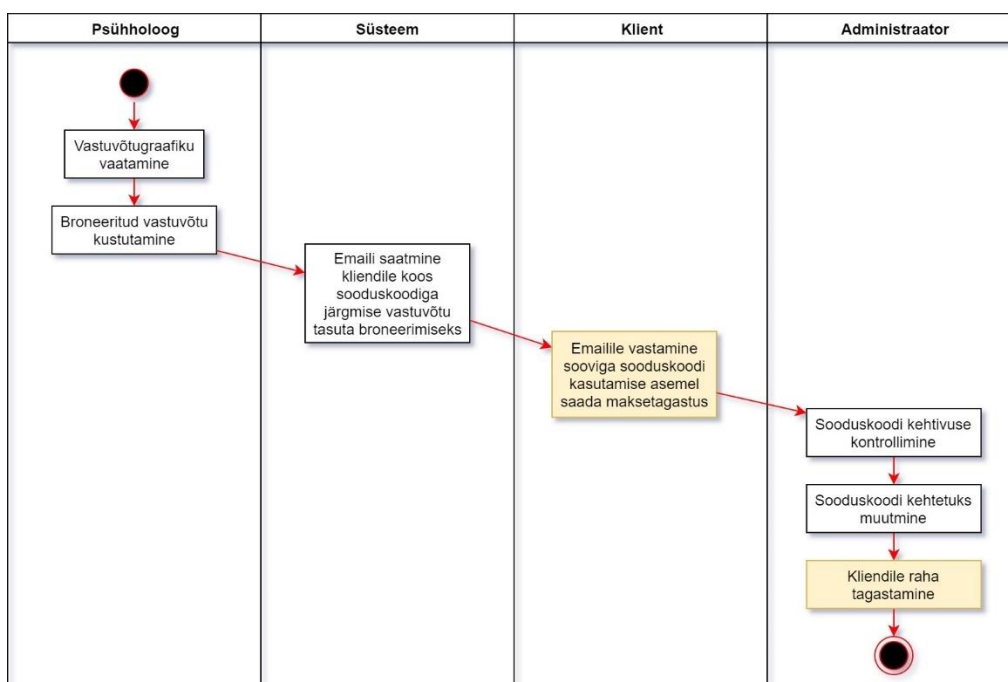 Psühholoog
Süsteem
Klient
Administraator
Vastuvõtugraafiku
vaatamine
Broneeritud vastuvõtu
kustutamine
Emaili saatmine
kliendile koos
sooduskoodiga
järgmise vastuvõtu
tasuta broneerimiseks
Emailile vastamine
sooviga sooduskoodi
kasutamise asemel
saada maksetagastus
Sooduskoodi kehtivuse
kontrollimine
Sooduskoodi kehtetuks
muutmine
Kliendile raha
tagastamine